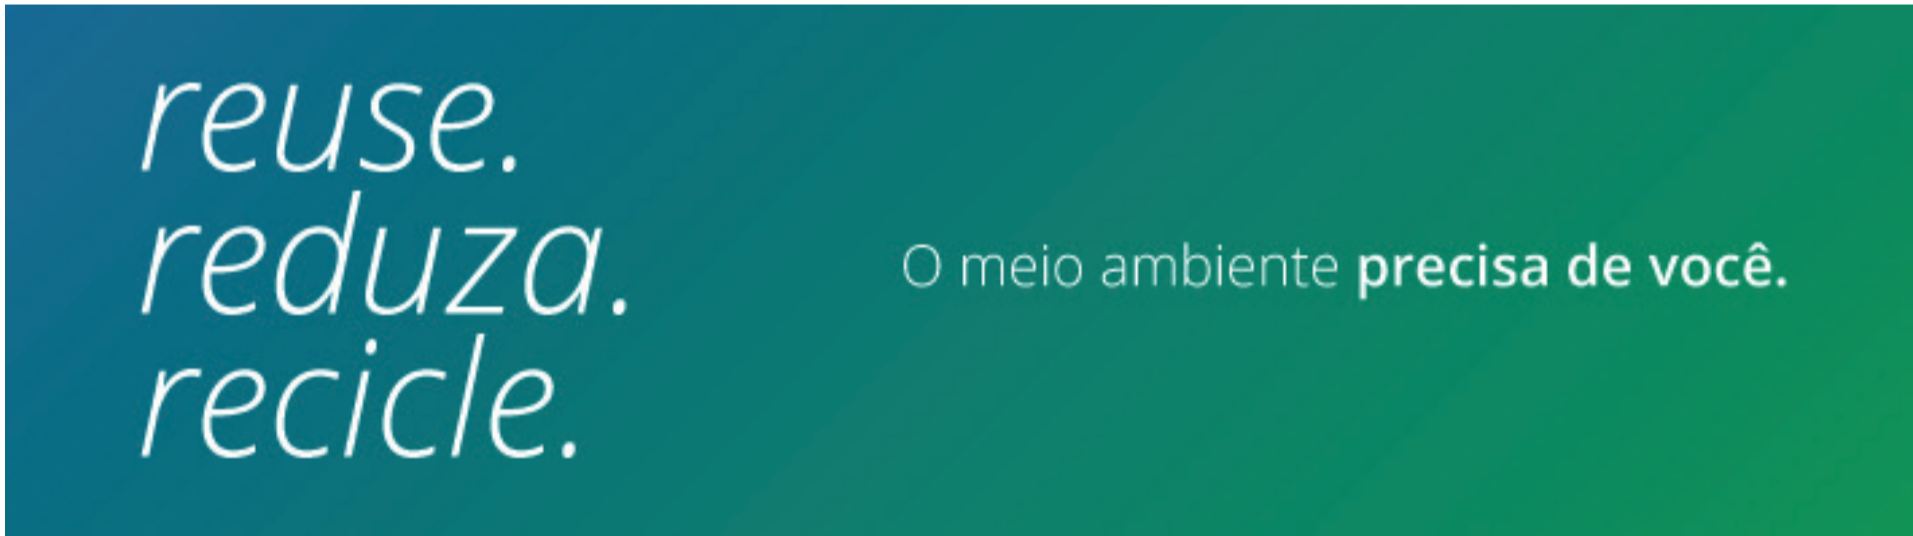 reuse.
reduza.
recicle.
O meio ambiente precisa de você.